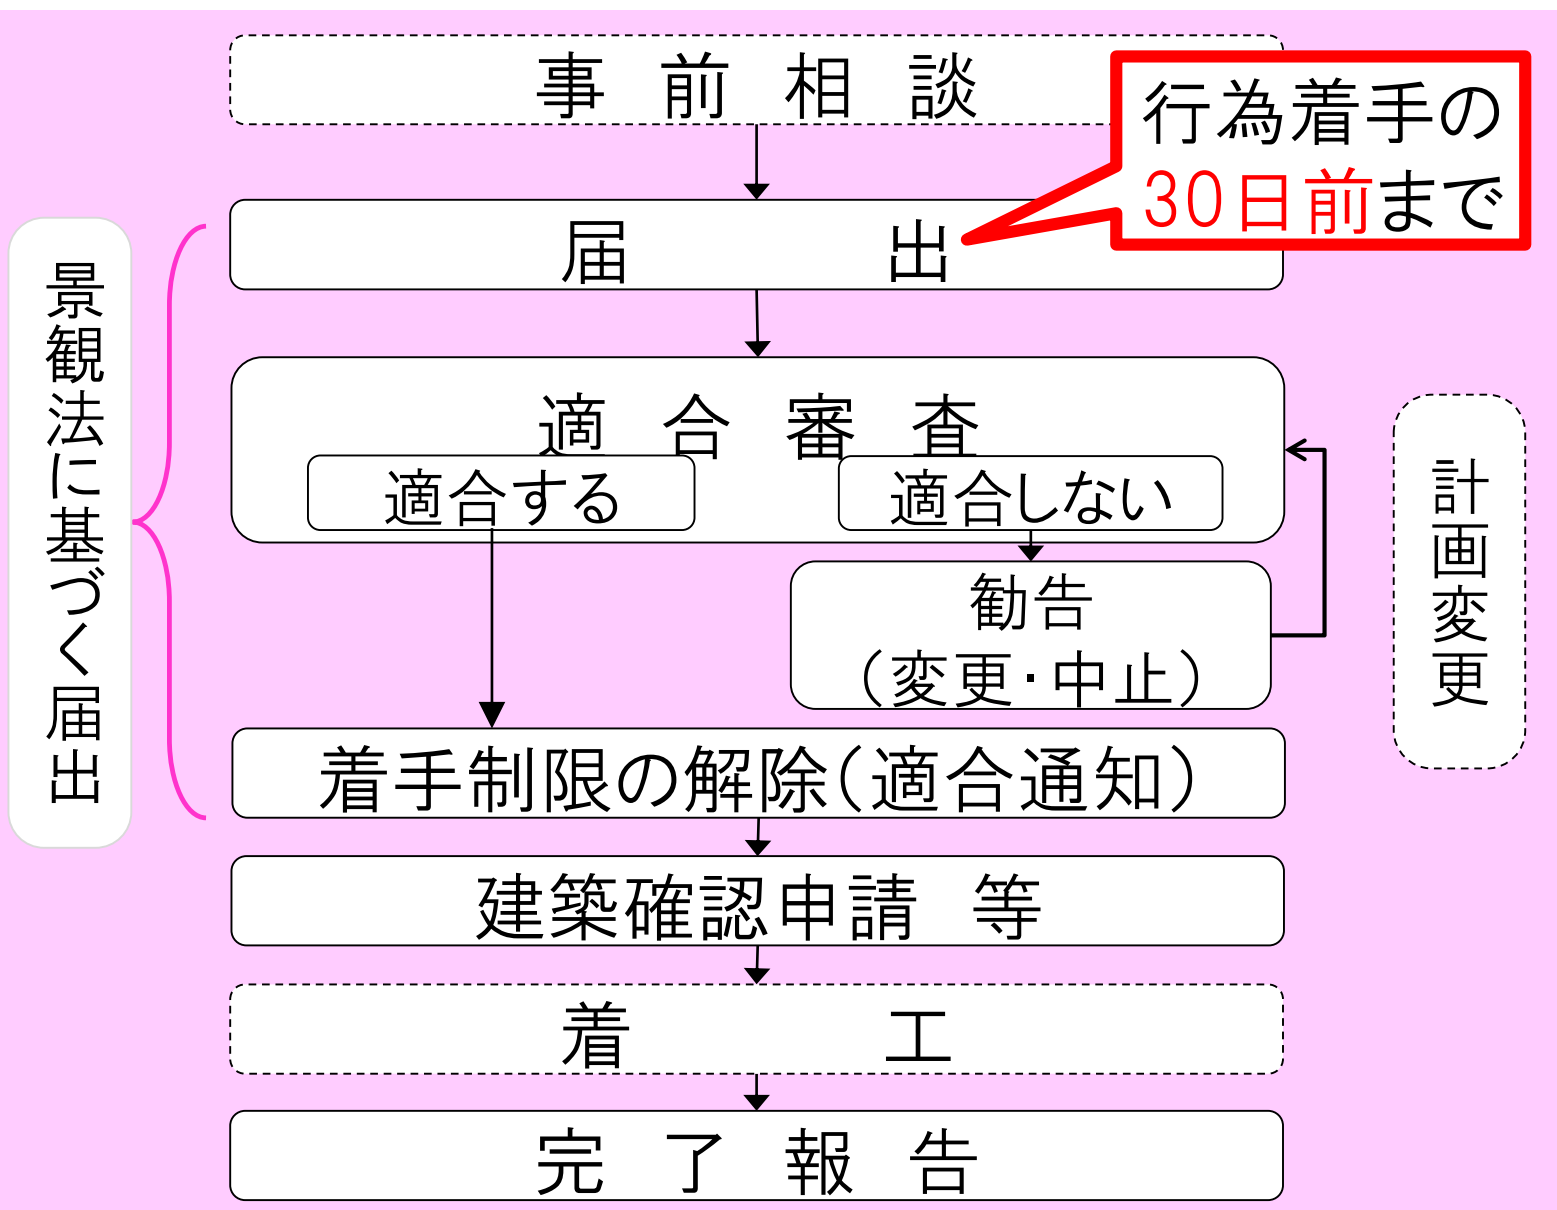 事前相談
行為着手の
30日前まで
届出
景観法に基づく届出
適合審査
適合する
適合しない
勧告
（変更・中止）
計画変更
着手制限の解除（適合通知）
建築確認申請 等
着工
完了報告